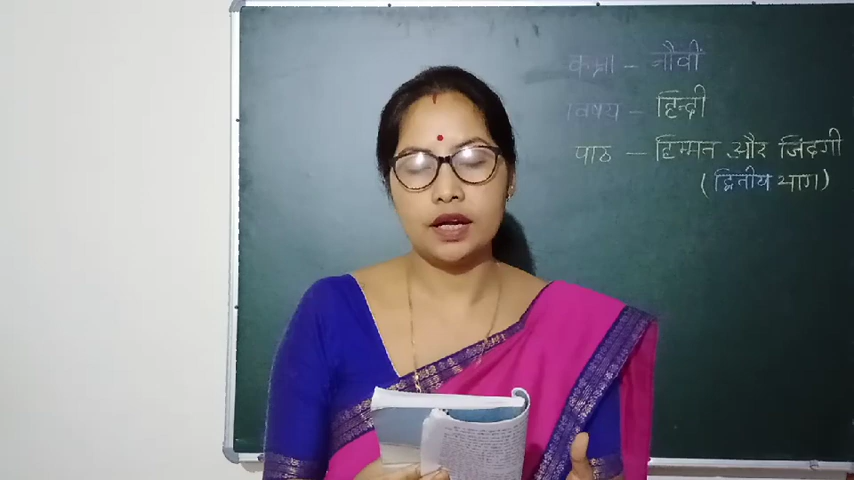 कक्षा – नौवीं
विषय – हिन्दी
पाठ – हिम्मत और जिंदगी
(द्वितीय भाग)